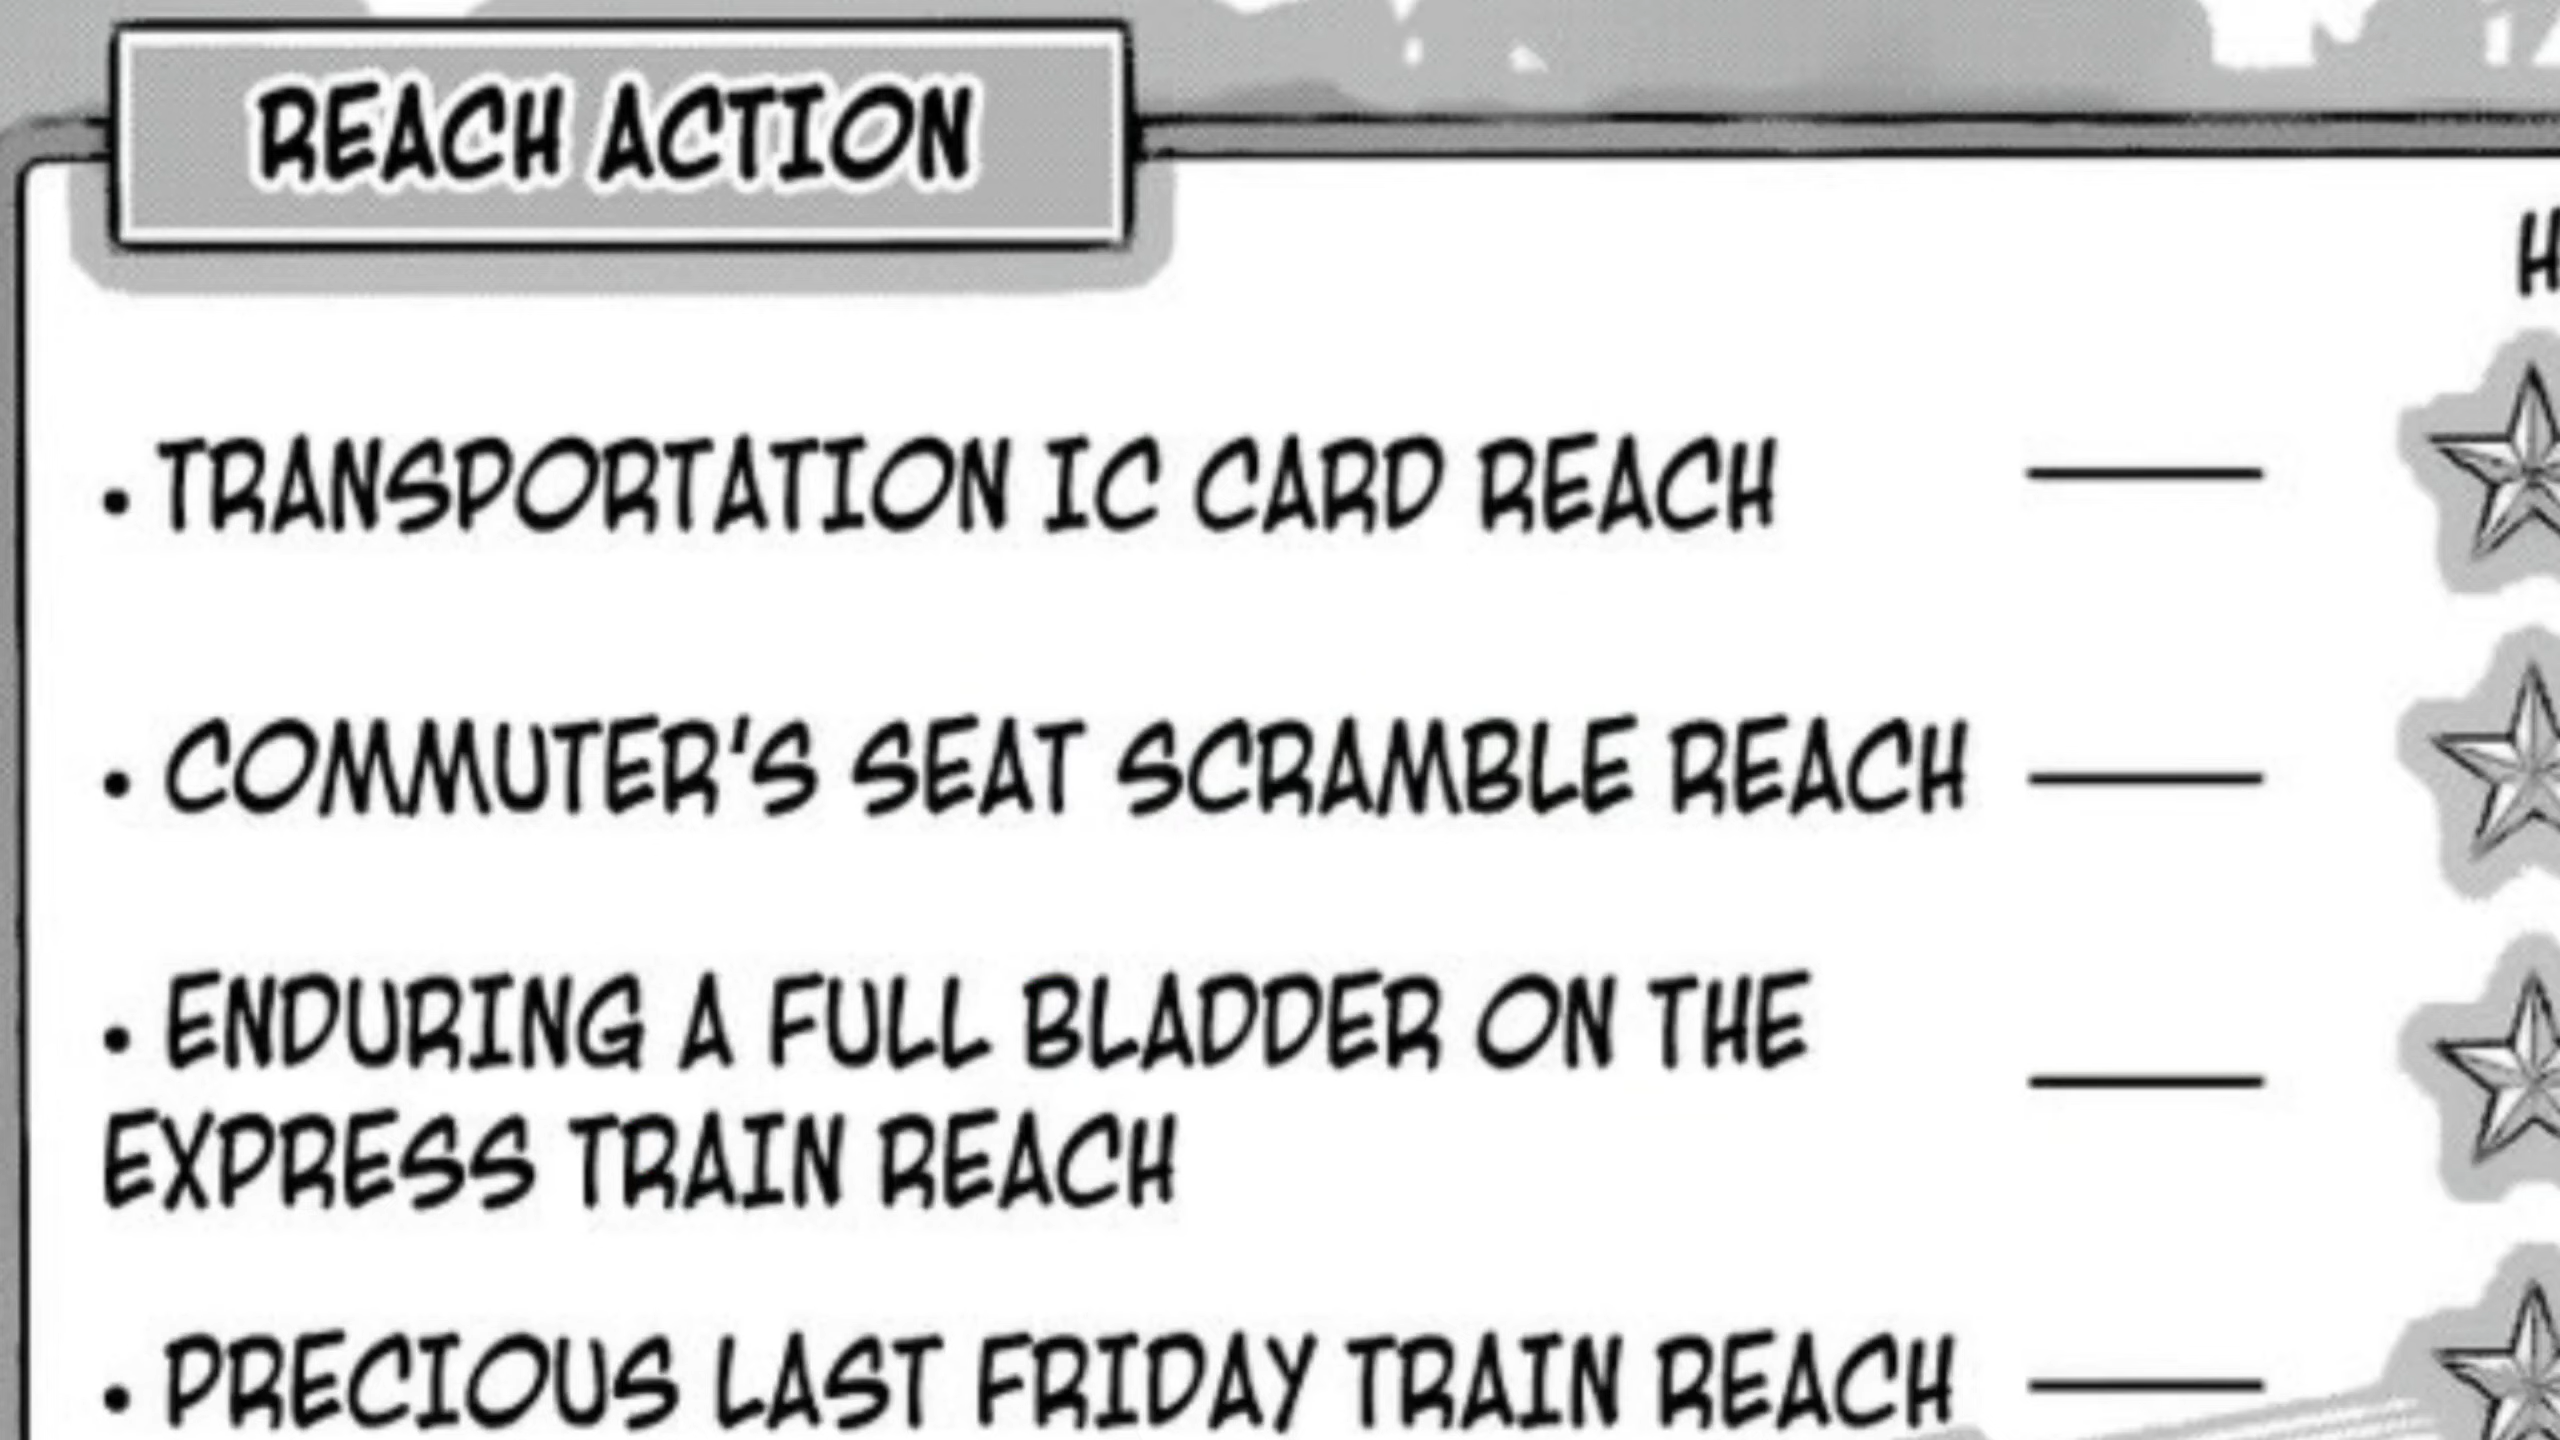 REACH ACTION
• TRANSPORTATION IC CARD REACH
• COMMUTER'S SEAT SCRAMBLE REACH
• ENDURING A FULL BLADDER ON THE
EXPRESS TRAIN REACH
• PRECIOUS LAST FRIDAY TRAIN REACH